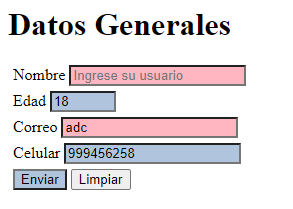 Datos Generales
Nombre Ingrese su usuario
Edad 18
Correo adc
Celular 999456258
Enviar Limpiar